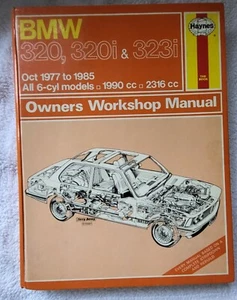 BMW
Haynes
320, 320i & 323i
Oct 1977 to 1985
All 6-cyl models □ 1990 cc □ 2316 cc
Owners Workshop Manual